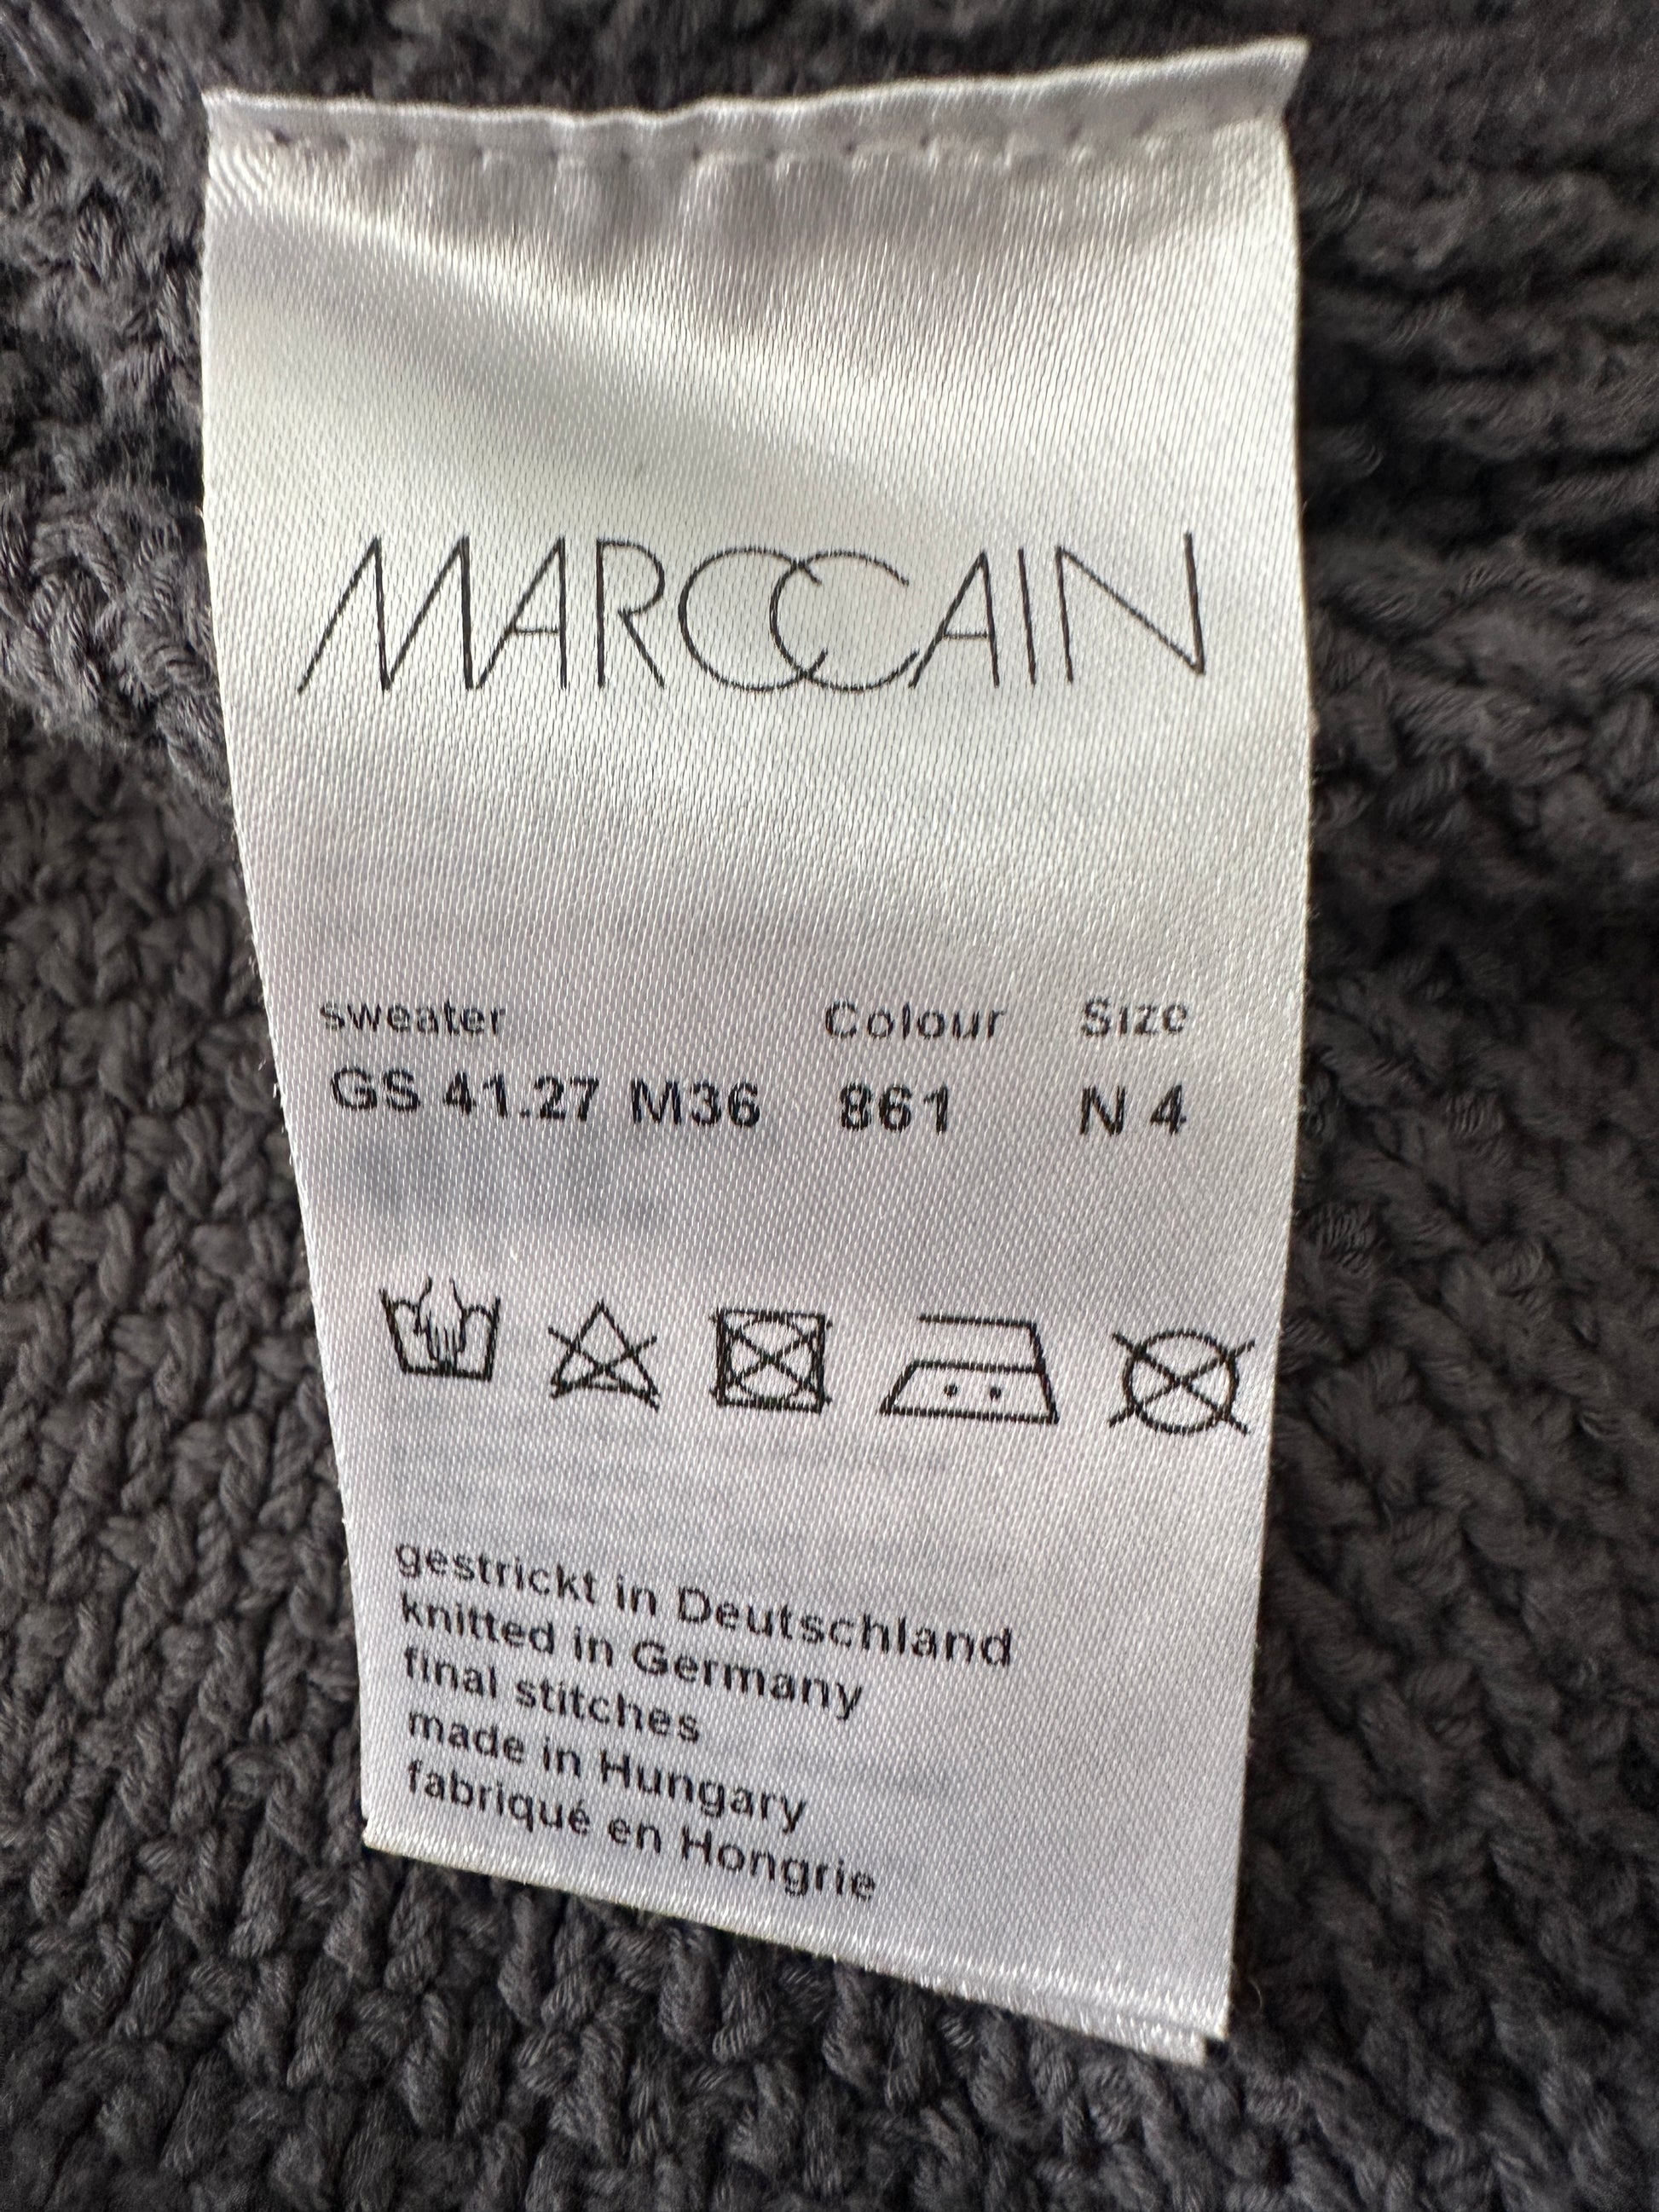 MARCCAIN
sweater Colour Size
GS 41.27 M36 861 N 4
gestrickt in Deutschland
knitted in Germany
final stitches
made in Hungary
fabriqué en Hongrie